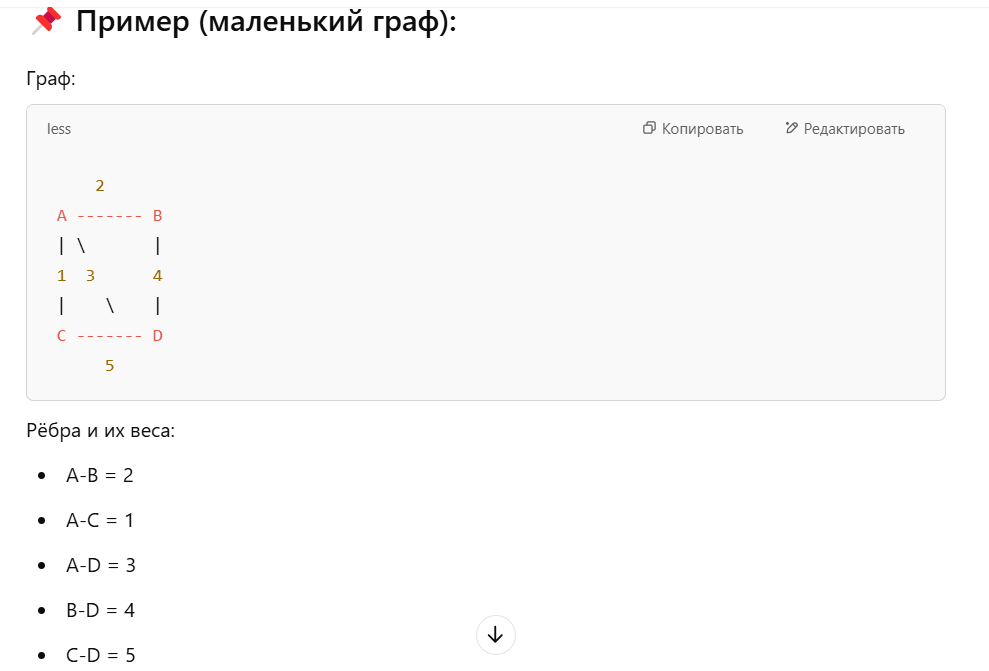 📌 Пример (маленький граф):
Граф:
less
Копировать
Редактировать
2
A ------- B
| \ |
1 3 4
| \ |
C ------- D
5
Рёбра и их веса:
• A-B = 2
• A-C = 1
• A-D = 3
• B-D = 4
• C-D = 5